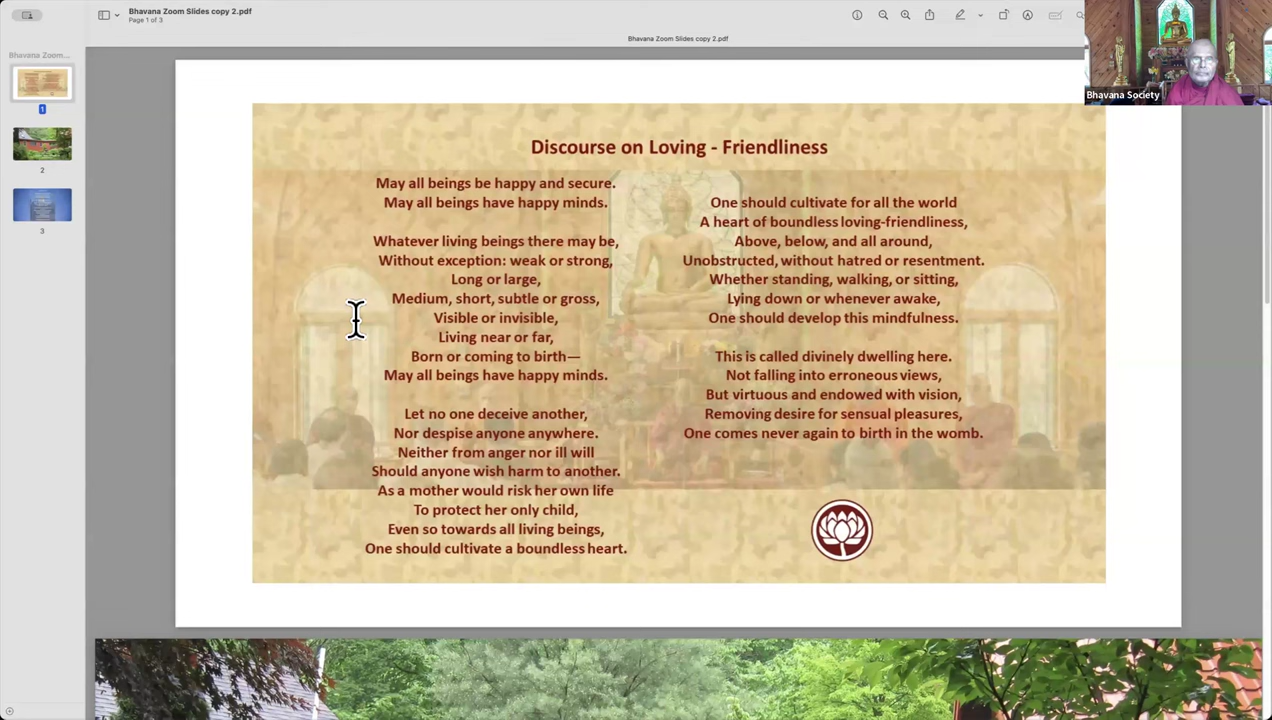 Bhavana Zoom Slides copy 2.pdf
Page 1 of 3
Bhavana Zoom Slides copy 2.pdf
Bhavana Zoom...
1
2
3
Bhavana Society
Discourse on Loving - Friendliness
May all beings be happy and secure.
May all beings have happy minds.
Whatever living beings there may be,
Without exception: weak or strong,
Long or large,
Medium, short, subtle or gross,
Visible or invisible,
Living near or far,
Born or coming to birth—
May all beings have happy minds.
Let no one deceive another,
Nor despise anyone anywhere.
Neither from anger nor ill will
Should anyone wish harm to another.
As a mother would risk her own life
To protect her only child,
Even so towards all living beings,
One should cultivate a boundless heart.
One should cultivate for all the world
A heart of boundless loving-friendliness,
Above, below, and all around,
Unobstructed, without hatred or resentment.
Whether standing, walking, or sitting,
Lying down or whenever awake,
One should develop this mindfulness.
This is called divinely dwelling here.
Not falling into erroneous views,
But virtuous and endowed with vision,
Removing desire for sensual pleasures,
One comes never again to birth in the womb.